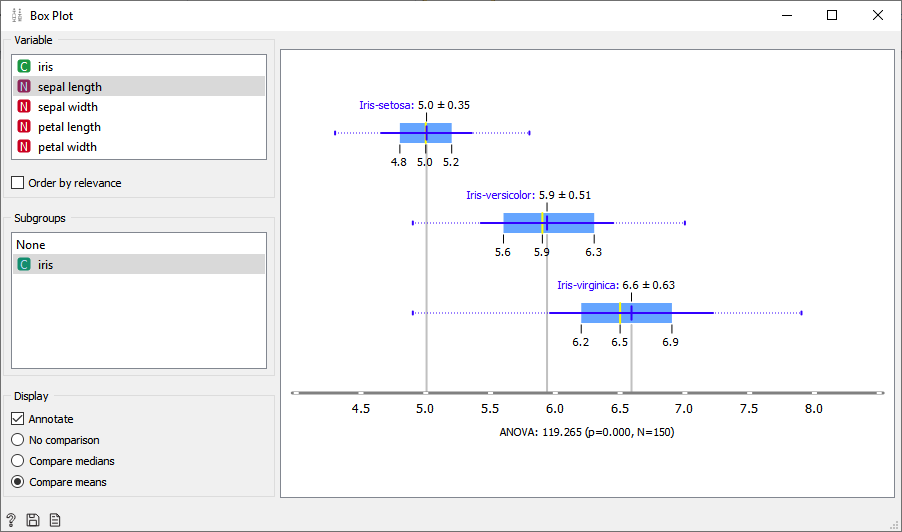 Box Plot
Variable
C iris
N sepal length
N sepal width
N petal length
N petal width
Order by relevance
Subgroups
None
C iris
Display
Annotate
No comparison
Compare medians
Compare means
?
Iris-setosa: 5.0 ± 0.35
4.8 5.0 5.2
Iris-versicolor: 5.9 ± 0.51
5.6 5.9 6.3
Iris-virginica: 6.6 ± 0.63
6.2 6.5 6.9
4.5 5.0 5.5 6.0 6.5 7.0 7.5 8.0
ANOVA: 119.265 (p=0.000, N=150)